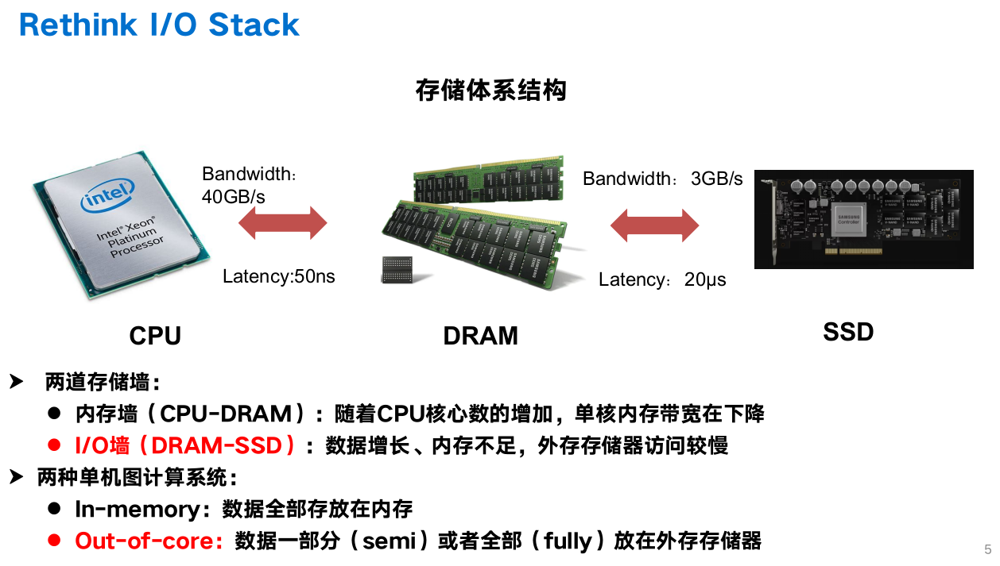 Rethink I/O Stack
存储体系结构
Bandwidth：
40GB/s
Latency:50ns
Bandwidth： 3GB/s
Latency： 20μs
intel
Intel® Xeon®
Platinum
Processor
SAMSUNG
Controller
CPU
DRAM
SSD
➤ 两道存储墙：
● 内存墙（CPU-DRAM）：随着CPU核心数的增加，单核内存带宽在下降
● I/O墙（DRAM-SSD）：数据增长、内存不足，外存存储器访问较慢
➤ 两种单机图计算系统：
● In-memory：数据全部存放在内存
● Out-of-core：数据一部分（semi）或者全部（fully）放在外存存储器
5